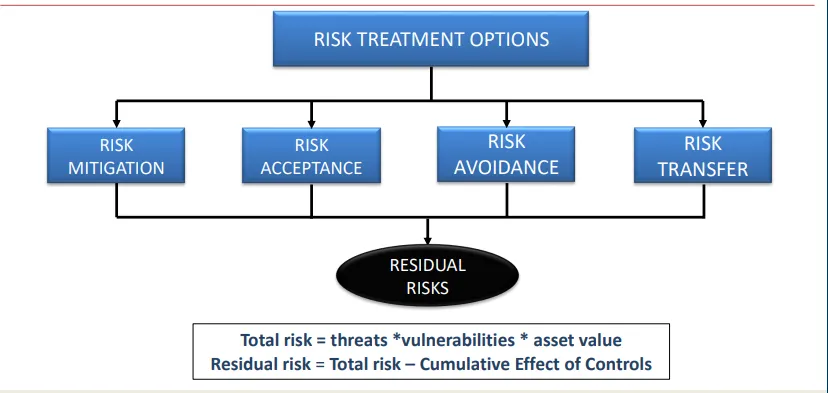 RISK TREATMENT OPTIONS
RISK
MITIGATION
RISK
ACCEPTANCE
RISK
AVOIDANCE
RISK
TRANSFER
RESIDUAL
RISKS
Total risk = threats *vulnerabilities * asset value
Residual risk = Total risk – Cumulative Effect of Controls